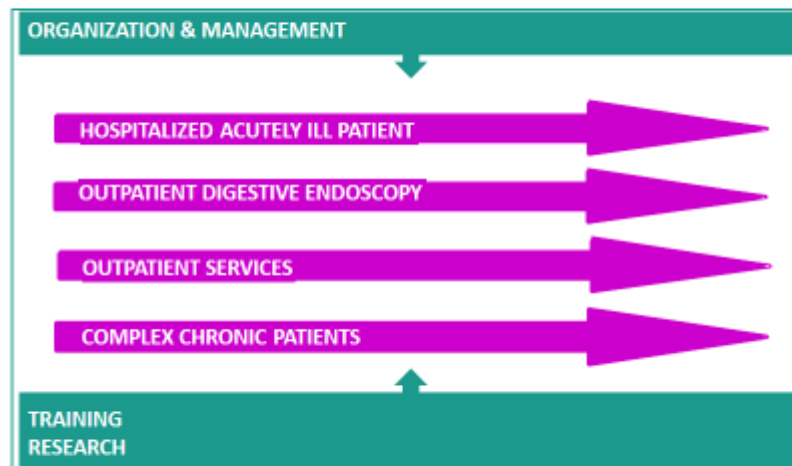 ORGANIZATION & MANAGEMENT
HOSPITALIZED ACUTELY ILL PATIENT
OUTPATIENT DIGESTIVE ENDOSCOPY
OUTPATIENT SERVICES
COMPLEX CHRONIC PATIENTS
TRAINING
RESEARCH